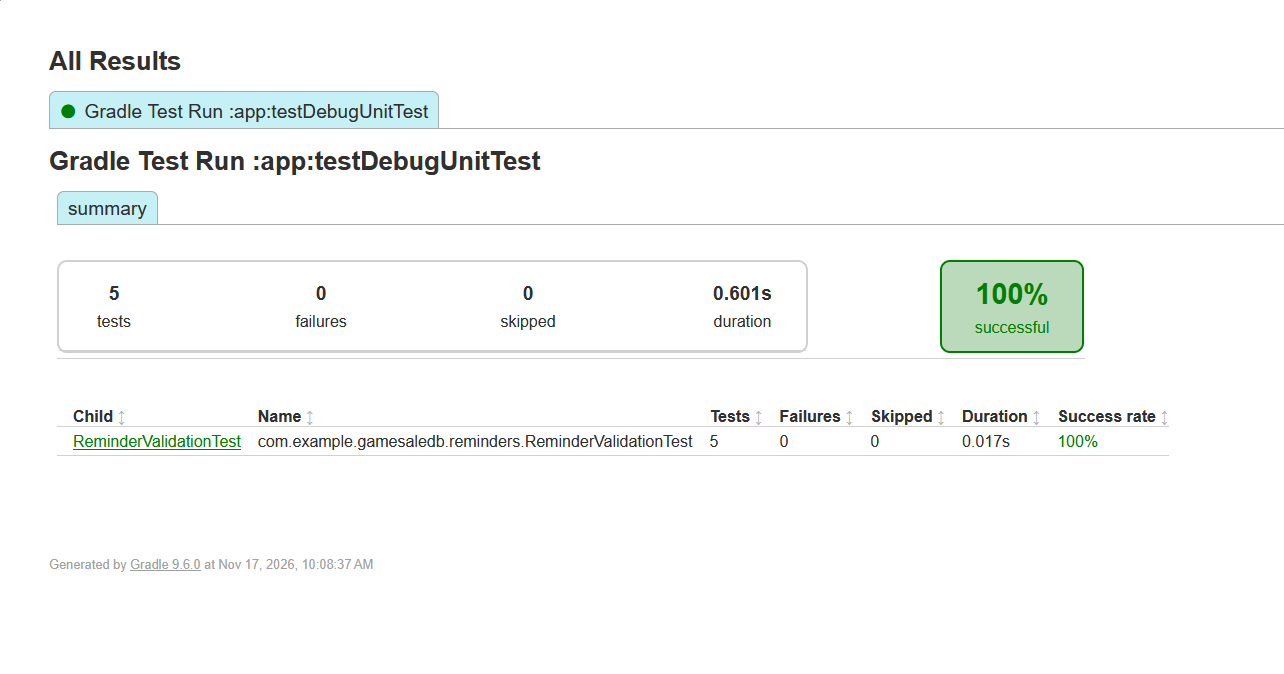 All Results
Gradle Test Run :app:testDebugUnitTest
Gradle Test Run :app:testDebugUnitTest
summary
5 0 0 0.601s 100%
tests failures skipped duration successful
Child Name Tests Failures Skipped Duration Success rate
ReminderValidationTest com.example.gamesaledb.reminders.ReminderValidationTest 5 0 0 0.017s 100%
Generated by Gradle 9.6.0 at Nov 17, 2026, 10:08:37 AM